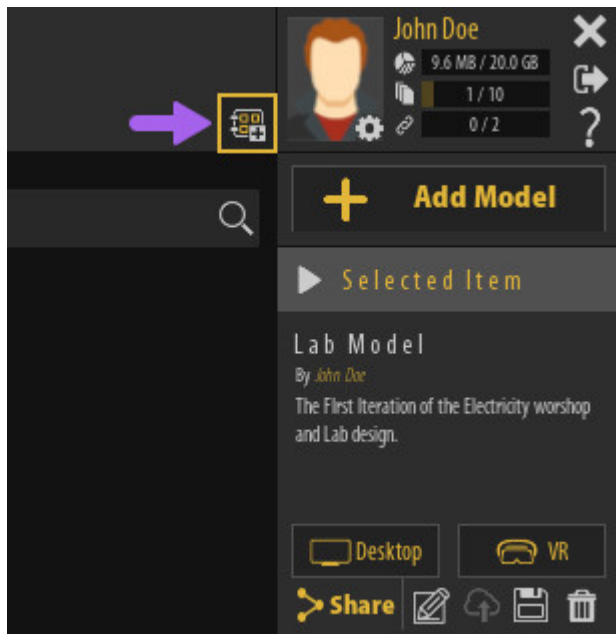 John Doe
9.6 MB / 20.0 GB
1 / 10
0 / 2
?
Add Model
Selected Item
Lab Model
By John Doe
The FIrst Iteration of the Electricity worshop
and Lab design.
Desktop
VR
Share